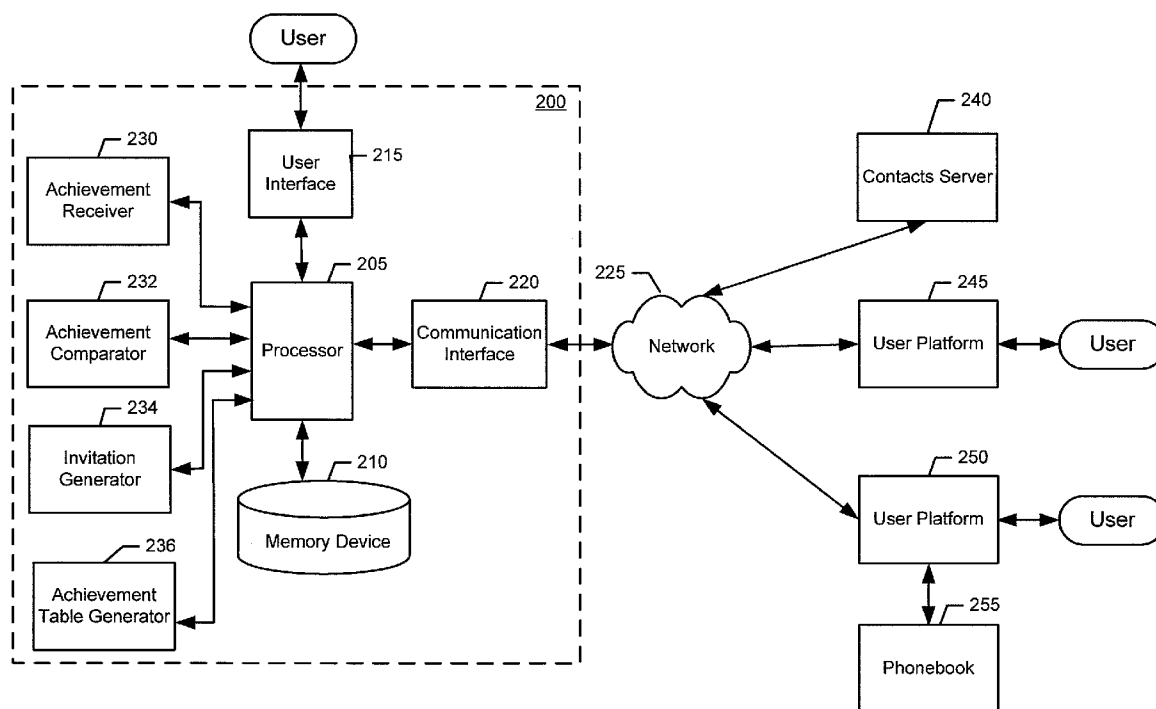 User
200
240
230
User
Interface
215
Achievement
Receiver
Contacts Server
205
225
232
220
245
Achievement
Comparator
Processor
Communication
Interface
Network
User Platform
User
234
Invitation
Generator
210
250
Memory Device
User Platform
User
236
Achievement
Table Generator
255
Phonebook